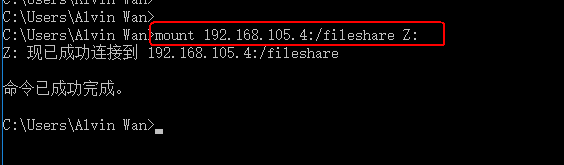 C:\Users\Alvin Wan>
C:\Users\Alvin Wan>mount 192.168.105.4:/fileshare Z:
Z: 现已成功连接到 192.168.105.4:/fileshare
命令已成功完成。
C:\Users\Alvin Wan>